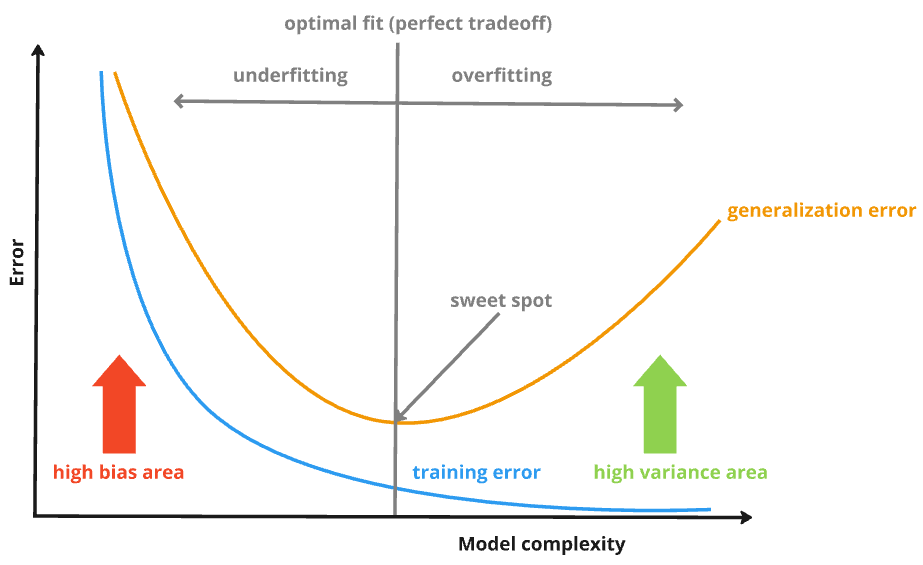 optimal fit (perfect tradeoff)
underfitting
overfitting
generalization error
Error
sweet spot
high bias area
training error
high variance area
Model complexity